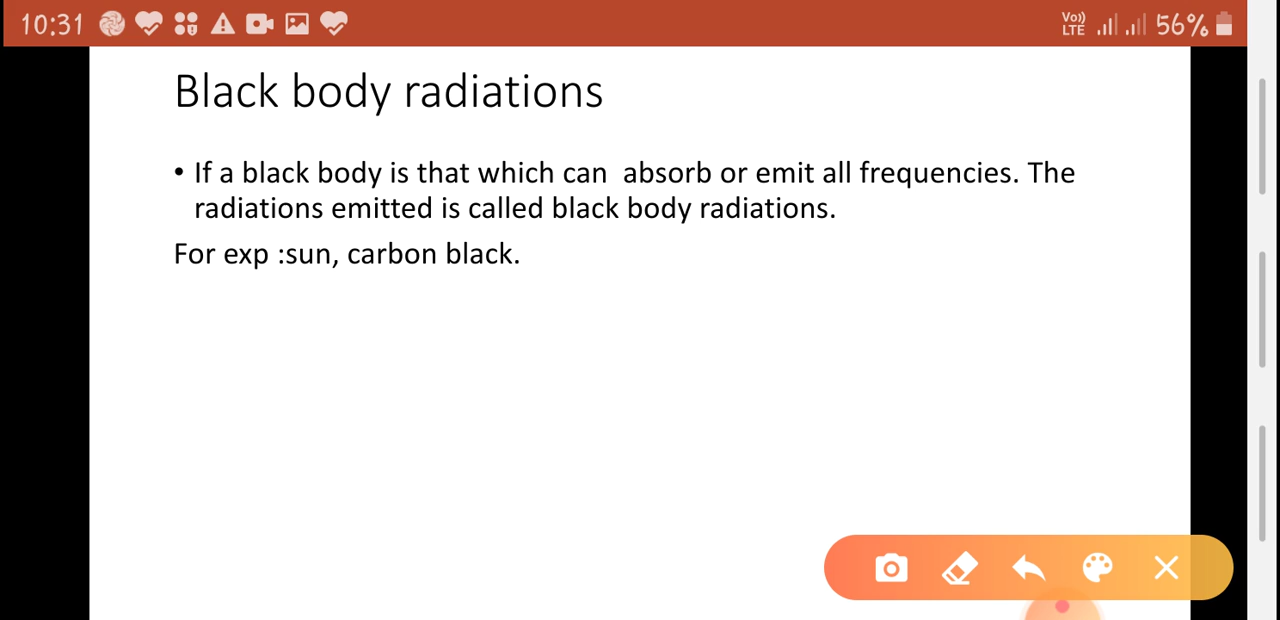 10:31 Vo)) LTE 56%
Black body radiations
• If a black body is that which can  absorb or emit all frequencies. The
radiations emitted is called black body radiations.
For exp :sun, carbon black.